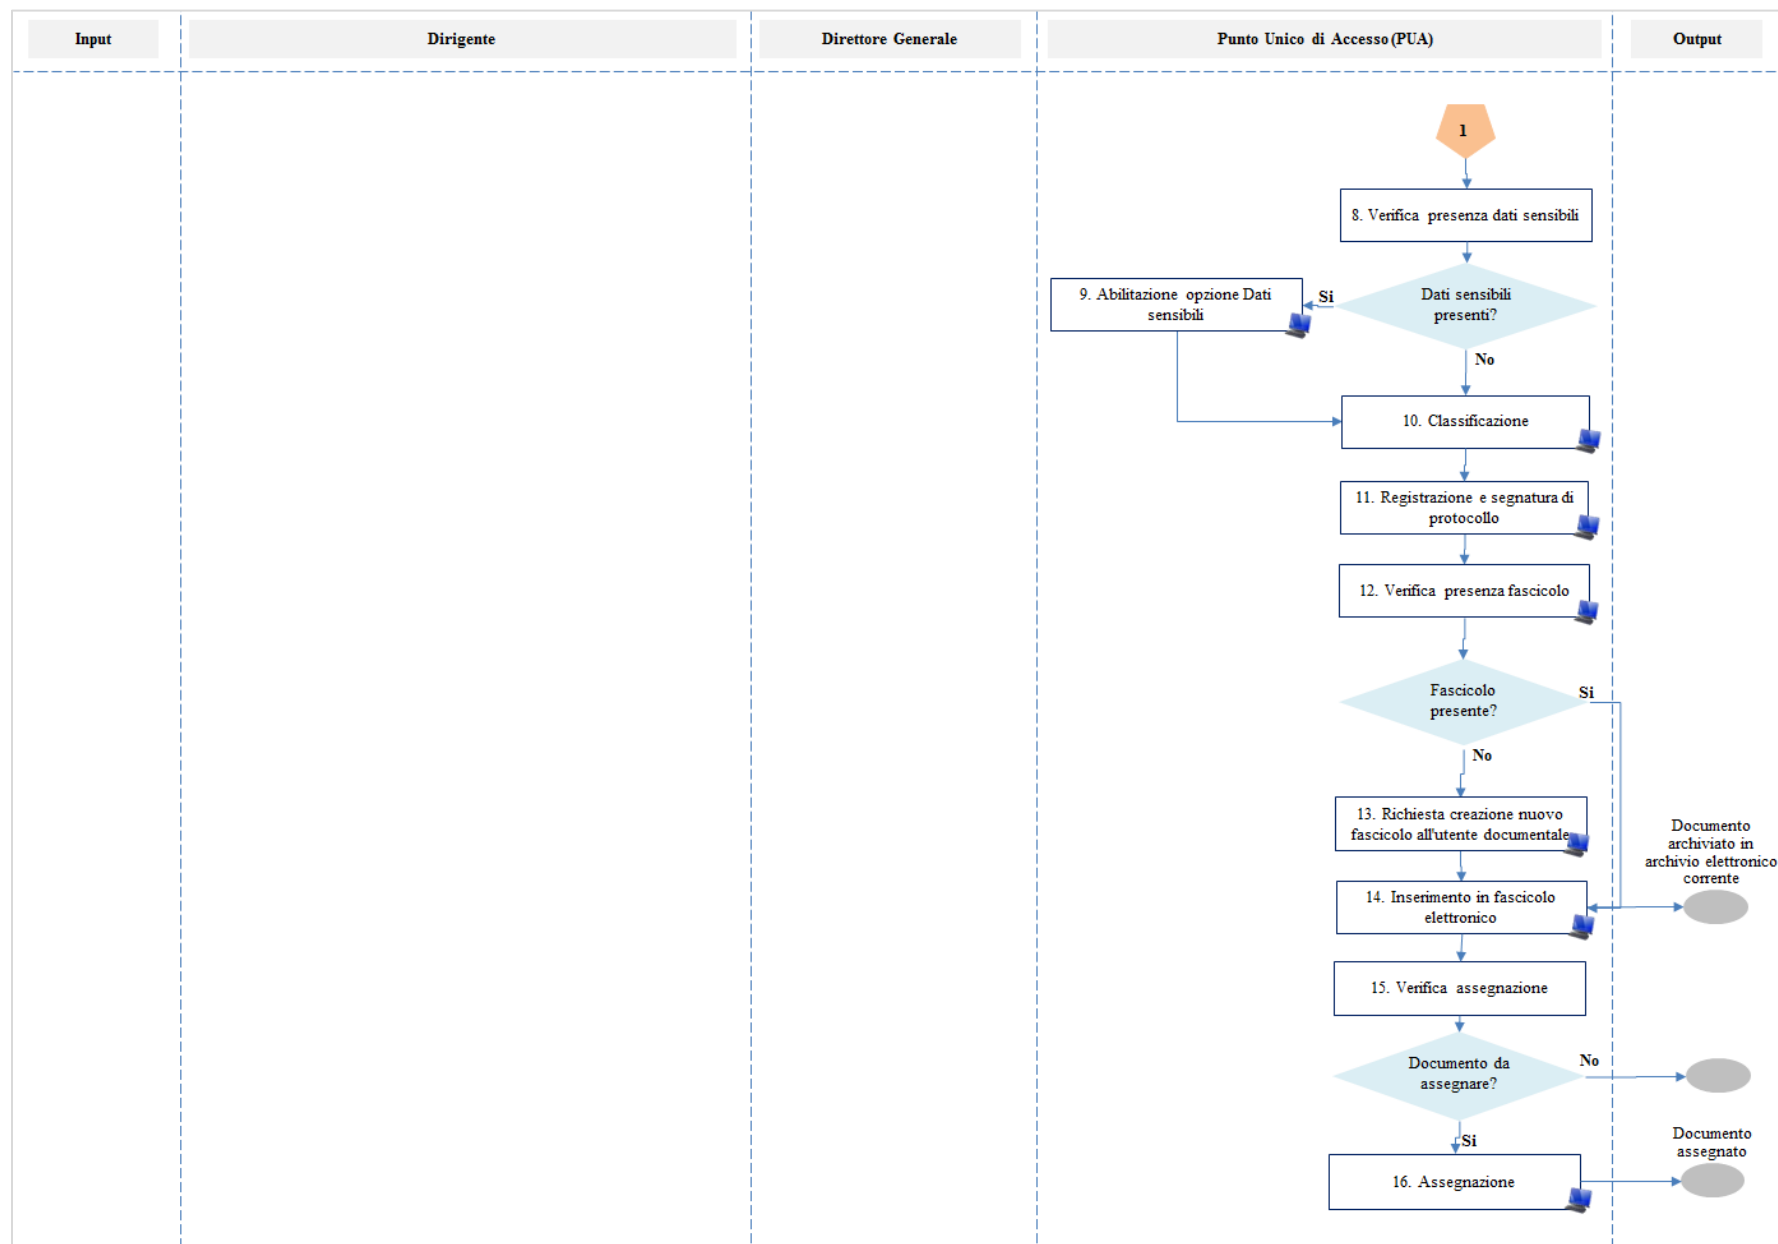 Input
Dirigente
Direttore Generale
Punto Unico di Accesso (PUA)
Output
1
8. Verifica presenza dati sensibili
9. Abilitazione opzione Dati
sensibili
Si
Dati sensibili
presenti?
No
10. Classificazione
11. Registrazione e segnatura di
protocollo
12. Verifica presenza fascicolo
Fascicolo
presente?
Si
No
13. Richiesta creazione nuovo
fascicolo all'utente documentale
Documento
archiviato in
archivio elettronico
corrente
14. Inserimento in fascicolo
elettronico
15. Verifica assegnazione
Documento da
assegnare?
No
Si
Documento
assegnato
16. Assegnazione